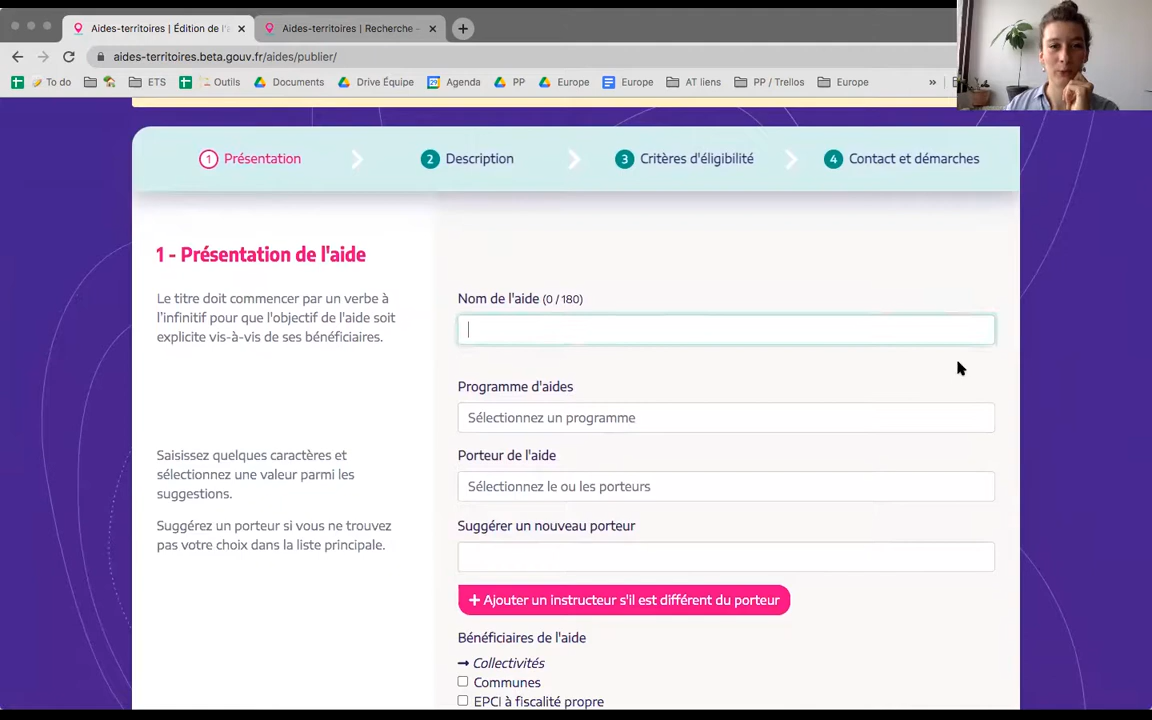 Aides-territoires | Édition de l'a
Aides-territoires | Recherche -
aides-territoires.beta.gouv.fr/aides/publier/
To do
ETS
Outils
Documents
Drive Équipe
Agenda
PP
Europe
Europe
AT liens
PP / Trellos
Europe
»
1 Présentation
2 Description
3 Critères d'éligibilité
4 Contact et démarches
1 - Présentation de l'aide
Le titre doit commencer par un verbe à
l'infinitif pour que l'objectif de l'aide soit
explicite vis-à-vis de ses bénéficiaires.
Nom de l'aide (0 / 180)
Programme d'aides
Sélectionnez un programme
Saisissez quelques caractères et
sélectionnez une valeur parmi les
suggestions.
Porteur de l'aide
Sélectionnez le ou les porteurs
Suggérez un porteur si vous ne trouvez
pas votre choix dans la liste principale.
Suggérer un nouveau porteur
+ Ajouter un instructeur s'il est différent du porteur
Bénéficiaires de l'aide
→ Collectivités
Communes
EPCI à fiscalité propre